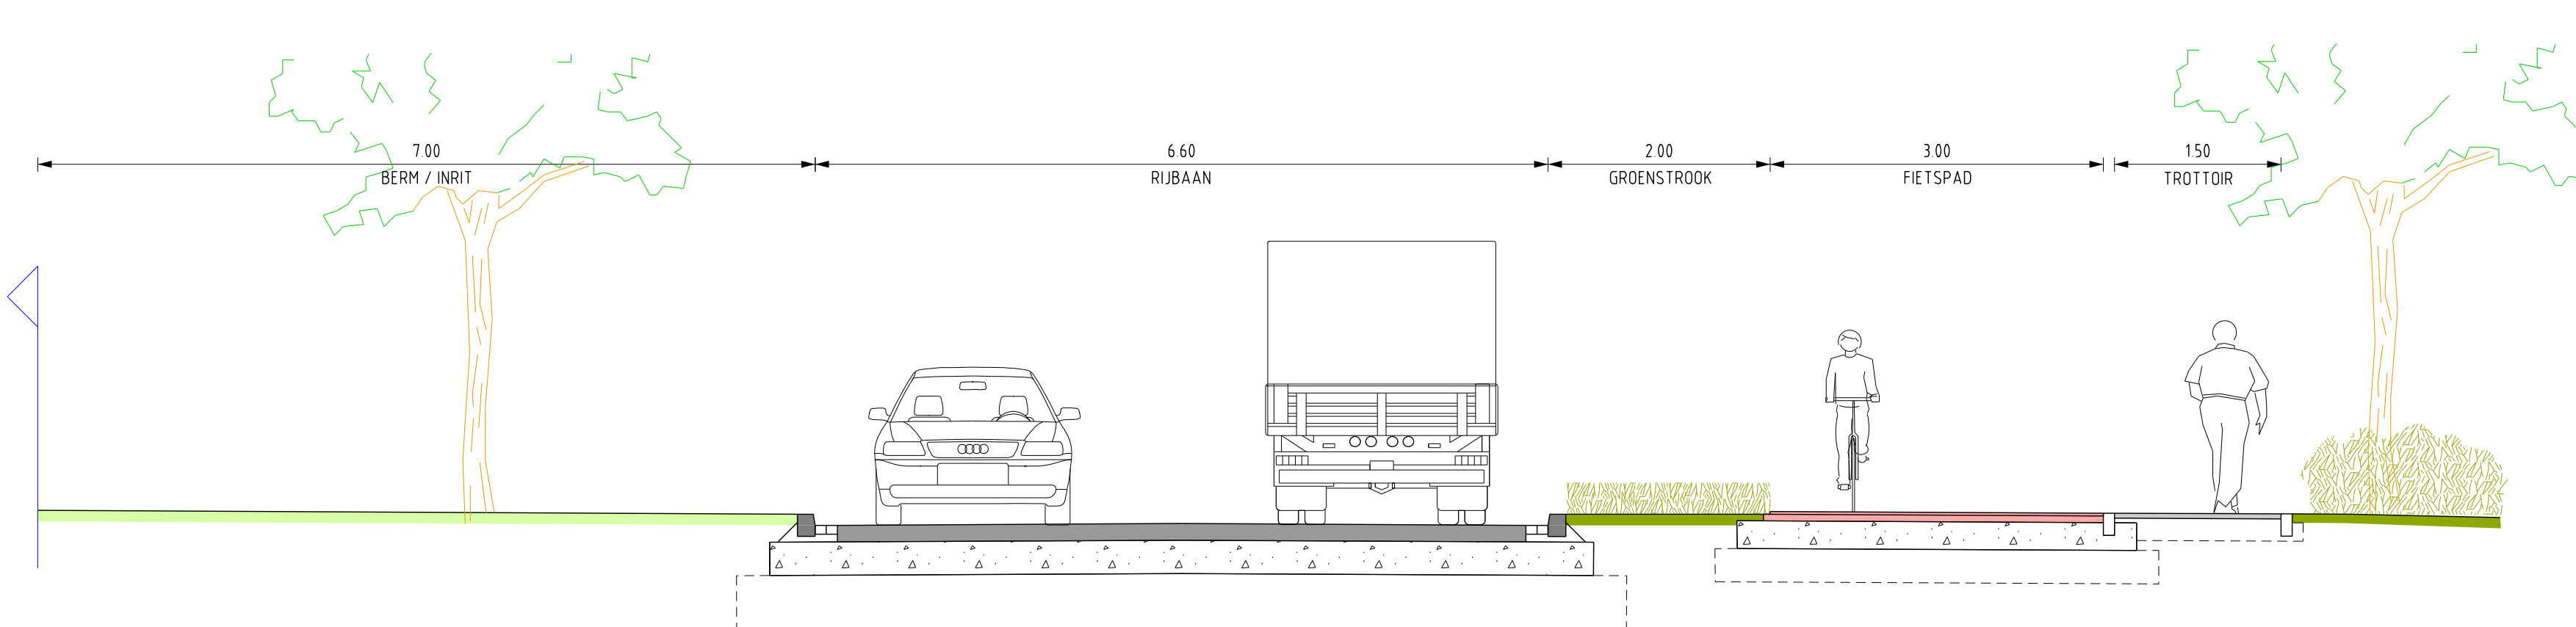 7.00
BERM / INRIT
6.60
RIJBAAN
2.00
GROENSTROOK
3.00
FIETSPAD
1.50
TROTTOIR